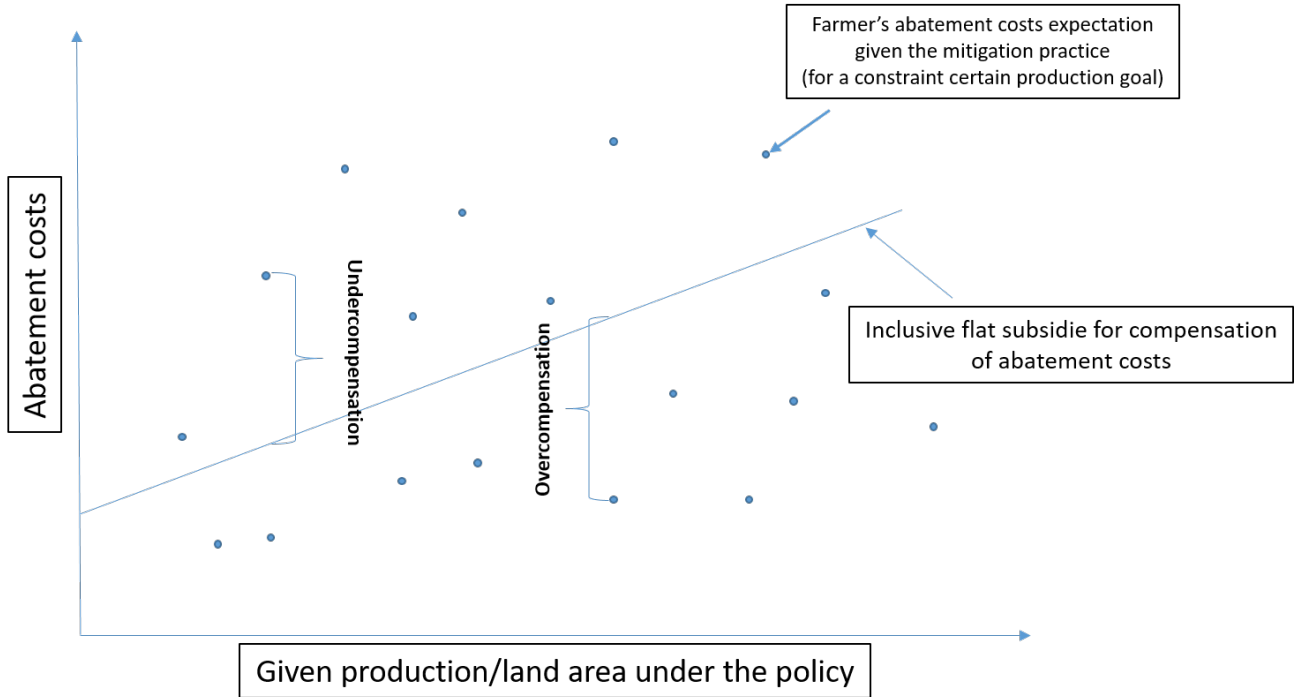 Farmer's abatement costs expectation
given the mitigation practice
(for a constraint certain production goal)
Abatement costs
Undercompensation
Overcompensation
Inclusive flat subsidie for compensation
of abatement costs
Given production/land area under the policy